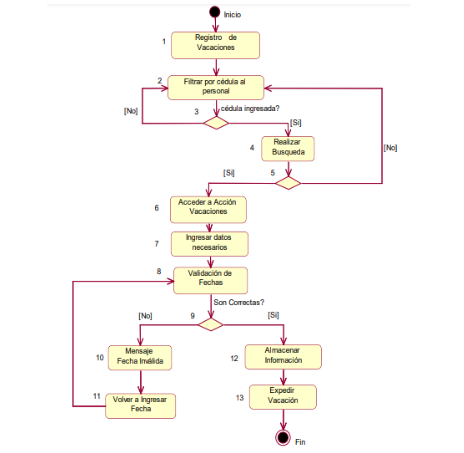 Inicio
1
Registro de
Vacaciones
2
Filtrar por cédula al
personal
[No]
3
cédula ingresada?
[Si]
4
Realizar
Busqueda
[No]
[Si]
5
6
Acceder a Acción
Vacaciones
7
Ingresar datos
necesarios
8
Validación de
Fechas
Son Correctas?
[No]
9
[Si]
10
Mensaje
Fecha Inválida
12
Almacenar
Información
11
Volver a Ingresar
Fecha
13
Expedir
Vacación
Fin